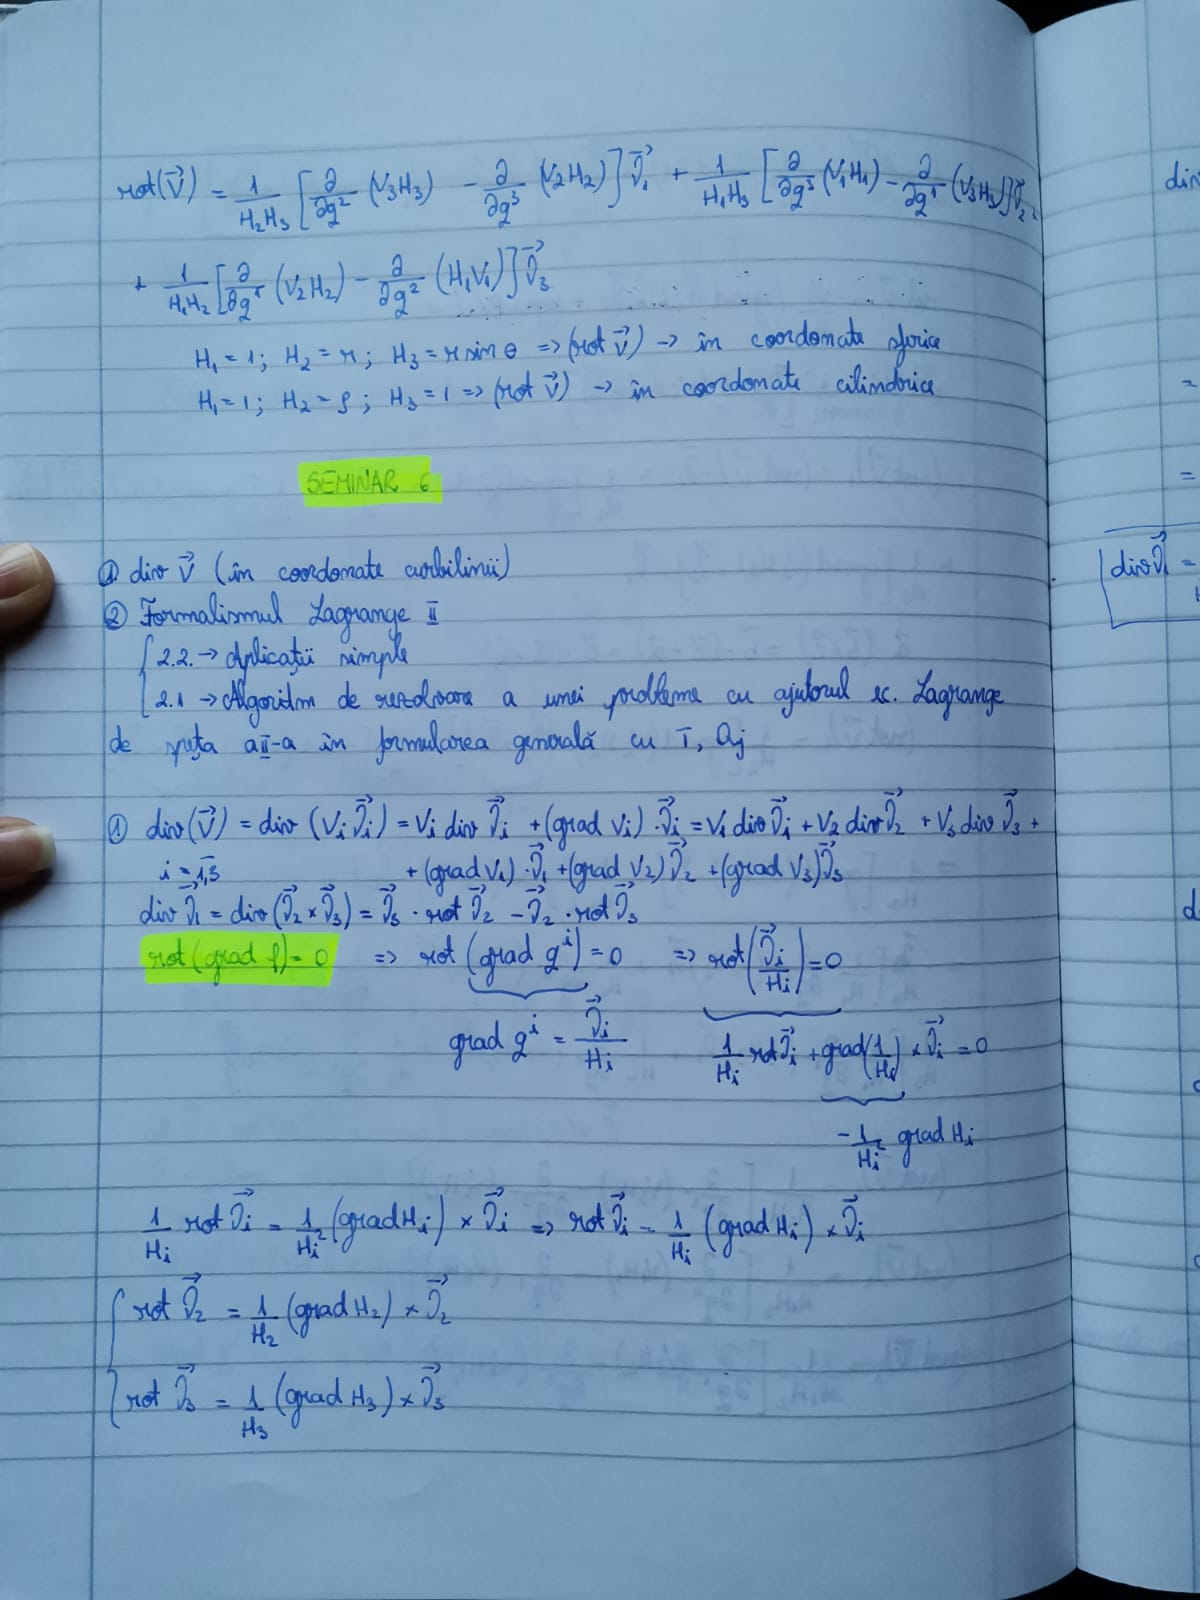 rot(V⃗) = 1/H₂H₃ [∂/∂q² (V₃H₃) - ∂/∂q³ (V₂H₂)] ν⃗₁ + 1/H₁H₃ [∂/∂q³ (V₁H₁) - ∂/∂q¹ (V₃H₃)] ν⃗₂
+ 1/H₁H₂ [∂/∂q¹ (V₂H₂) - ∂/∂q² (H₁V₁)] ν⃗₃
H₁ = 1; H₂ = r; H₃ = r sin θ => (rot V⃗) → în coordonate sferice
H₁ = 1; H₂ = ρ; H₃ = 1 => (rot V⃗) → în coordonate cilindrice
SEMINAR 6
① div V⃗ (în coordonate curbilinii)
② Formalismul Lagrange II
2.2. → Aplicații simple
2.1 → Algoritm de rezolvare a unei probleme cu ajutorul ec. Lagrange
de speța a II-a în formularea generală cu T, Qj
① div(V⃗) = div (Vi ν⃗i) = Vi div ν⃗i + (grad Vi) · ν⃗i = V₁ div ν⃗₁ + V₂ div ν⃗₂ + V₃ div ν⃗₃ +
i = 1,3 + (grad V₁) · ν⃗₁ + (grad V₂) ν⃗₂ + (grad V₃) ν⃗₃
div ν⃗₁ = div (ν⃗₂ × ν⃗₃) = ν⃗₃ · rot ν⃗₂ - ν⃗₂ · rot ν⃗₃
rot (grad f) = 0 => rot (grad qⁱ) = 0 => rot (ν⃗i/Hi) = 0
grad qⁱ = ν⃗i/Hi 1/Hi rot ν⃗i + grad(1/Hi) × ν⃗i = 0
- 1/Hi² grad Hi
1/Hi rot ν⃗i = 1/Hi² (grad Hi) × ν⃗i => rot ν⃗i = 1/Hi (grad Hi) × ν⃗i
rot ν⃗₂ = 1/H₂ (grad H₂) × ν⃗₂
rot ν⃗₃ = 1/H₃ (grad H₃) × ν⃗₃
div
=
=
div ν⃗₁ =